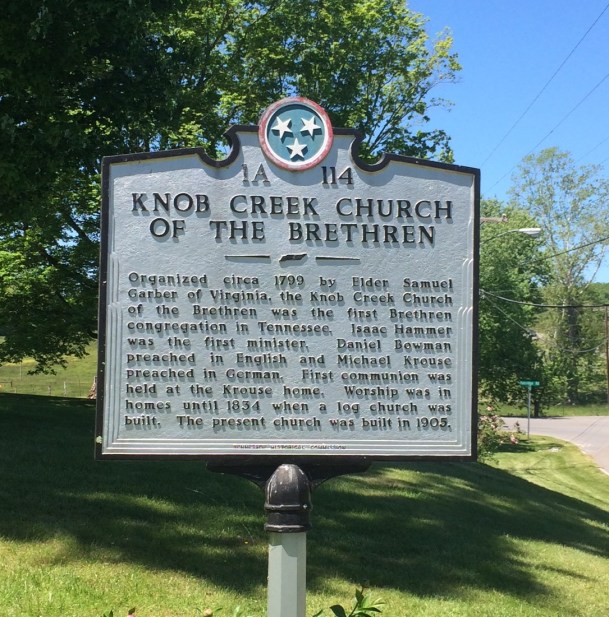 1A 114
KNOB CREEK CHURCH
OF THE BRETHREN
Organized circa 1799 by Elder Samuel
Garber of Virginia, the Knob Creek Church
of the Brethren was the first Brethren
congregation in Tennessee. Isaac Hammer
was the first minister. Daniel Bowman
preached in English and Michael Krouse
preached in German. First communion was
held at the Krouse home. Worship was in
homes until 1834 when a log church was
built. The present church was built in 1905.
TENNESSEE HISTORICAL COMMISSION